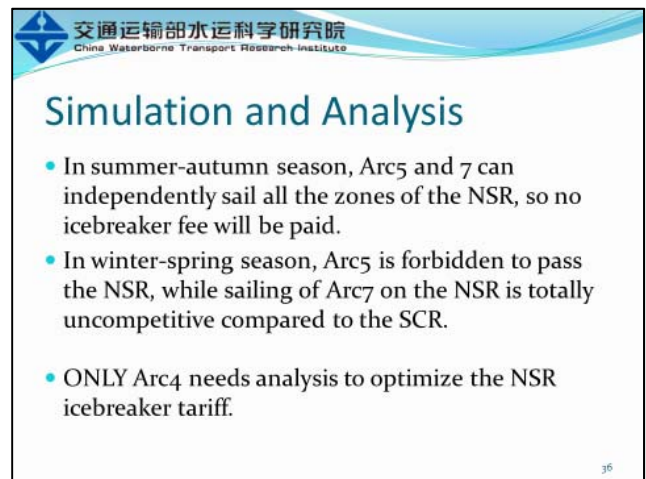 交通运输部水运科学研究院
China Waterborne Transport Research Institute
Simulation and Analysis
• In summer-autumn season, Arc5 and 7 can
independently sail all the zones of the NSR, so no
icebreaker fee will be paid.
• In winter-spring season, Arc5 is forbidden to pass
the NSR, while sailing of Arc7 on the NSR is totally
uncompetitive compared to the SCR.
• ONLY Arc4 needs analysis to optimize the NSR
icebreaker tariff.
36